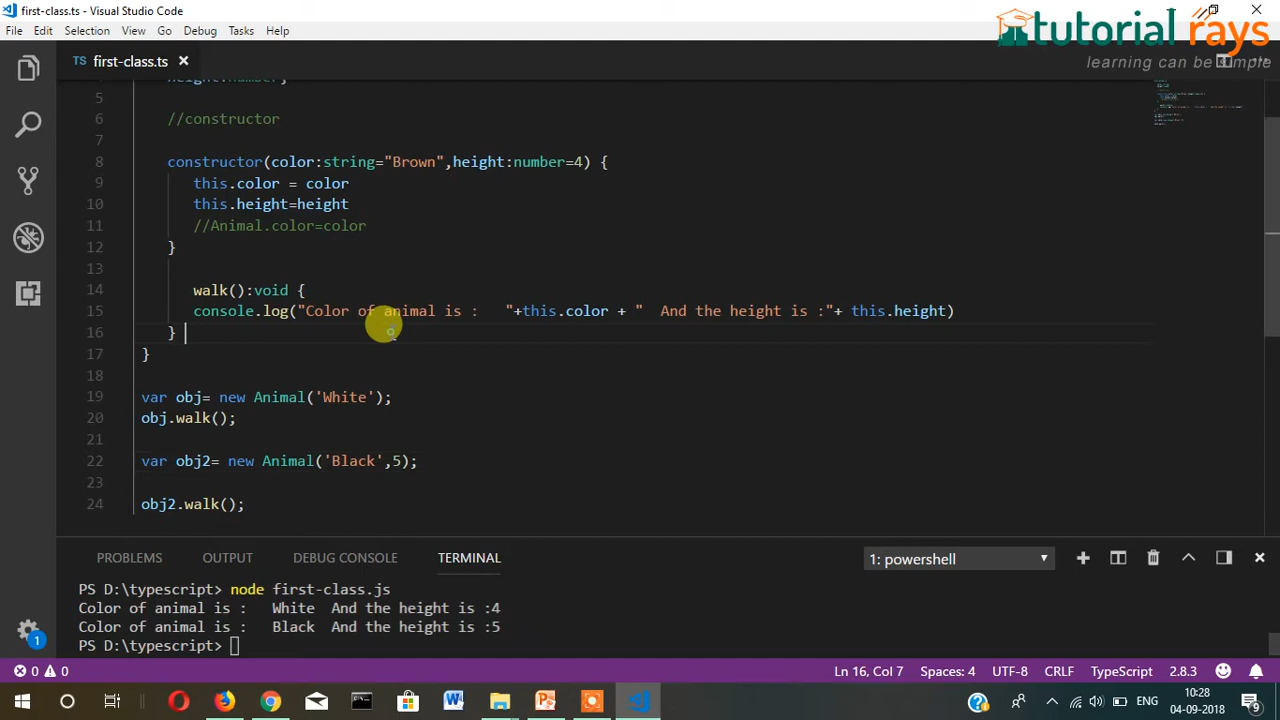 first-class.ts - Visual Studio Code
File Edit Selection View Go Debug Tasks Help
tutorial rays
learning can be simple
TS first-class.ts
height:number;
5
6 //constructor
7
8 constructor(color:string="Brown",height:number=4) {
9 this.color = color
10 this.height=height
11 //Animal.color=color
12 }
13
14 walk():void {
15 console.log("Color of animal is :   "+this.color + "  And the height is :"+ this.height)
16 }
17 }
18
19 var obj= new Animal('White');
20 obj.walk();
21
22 var obj2= new Animal('Black',5);
23
24 obj2.walk();
PROBLEMS OUTPUT DEBUG CONSOLE TERMINAL 1: powershell
PS D:\typescript> node first-class.js
Color of animal is :   White  And the height is :4
Color of animal is :   Black  And the height is :5
PS D:\typescript>
1
0 0 Ln 16, Col 7 Spaces: 4 UTF-8 CRLF TypeScript 2.8.3
ENG 10:28
04-09-2018 9